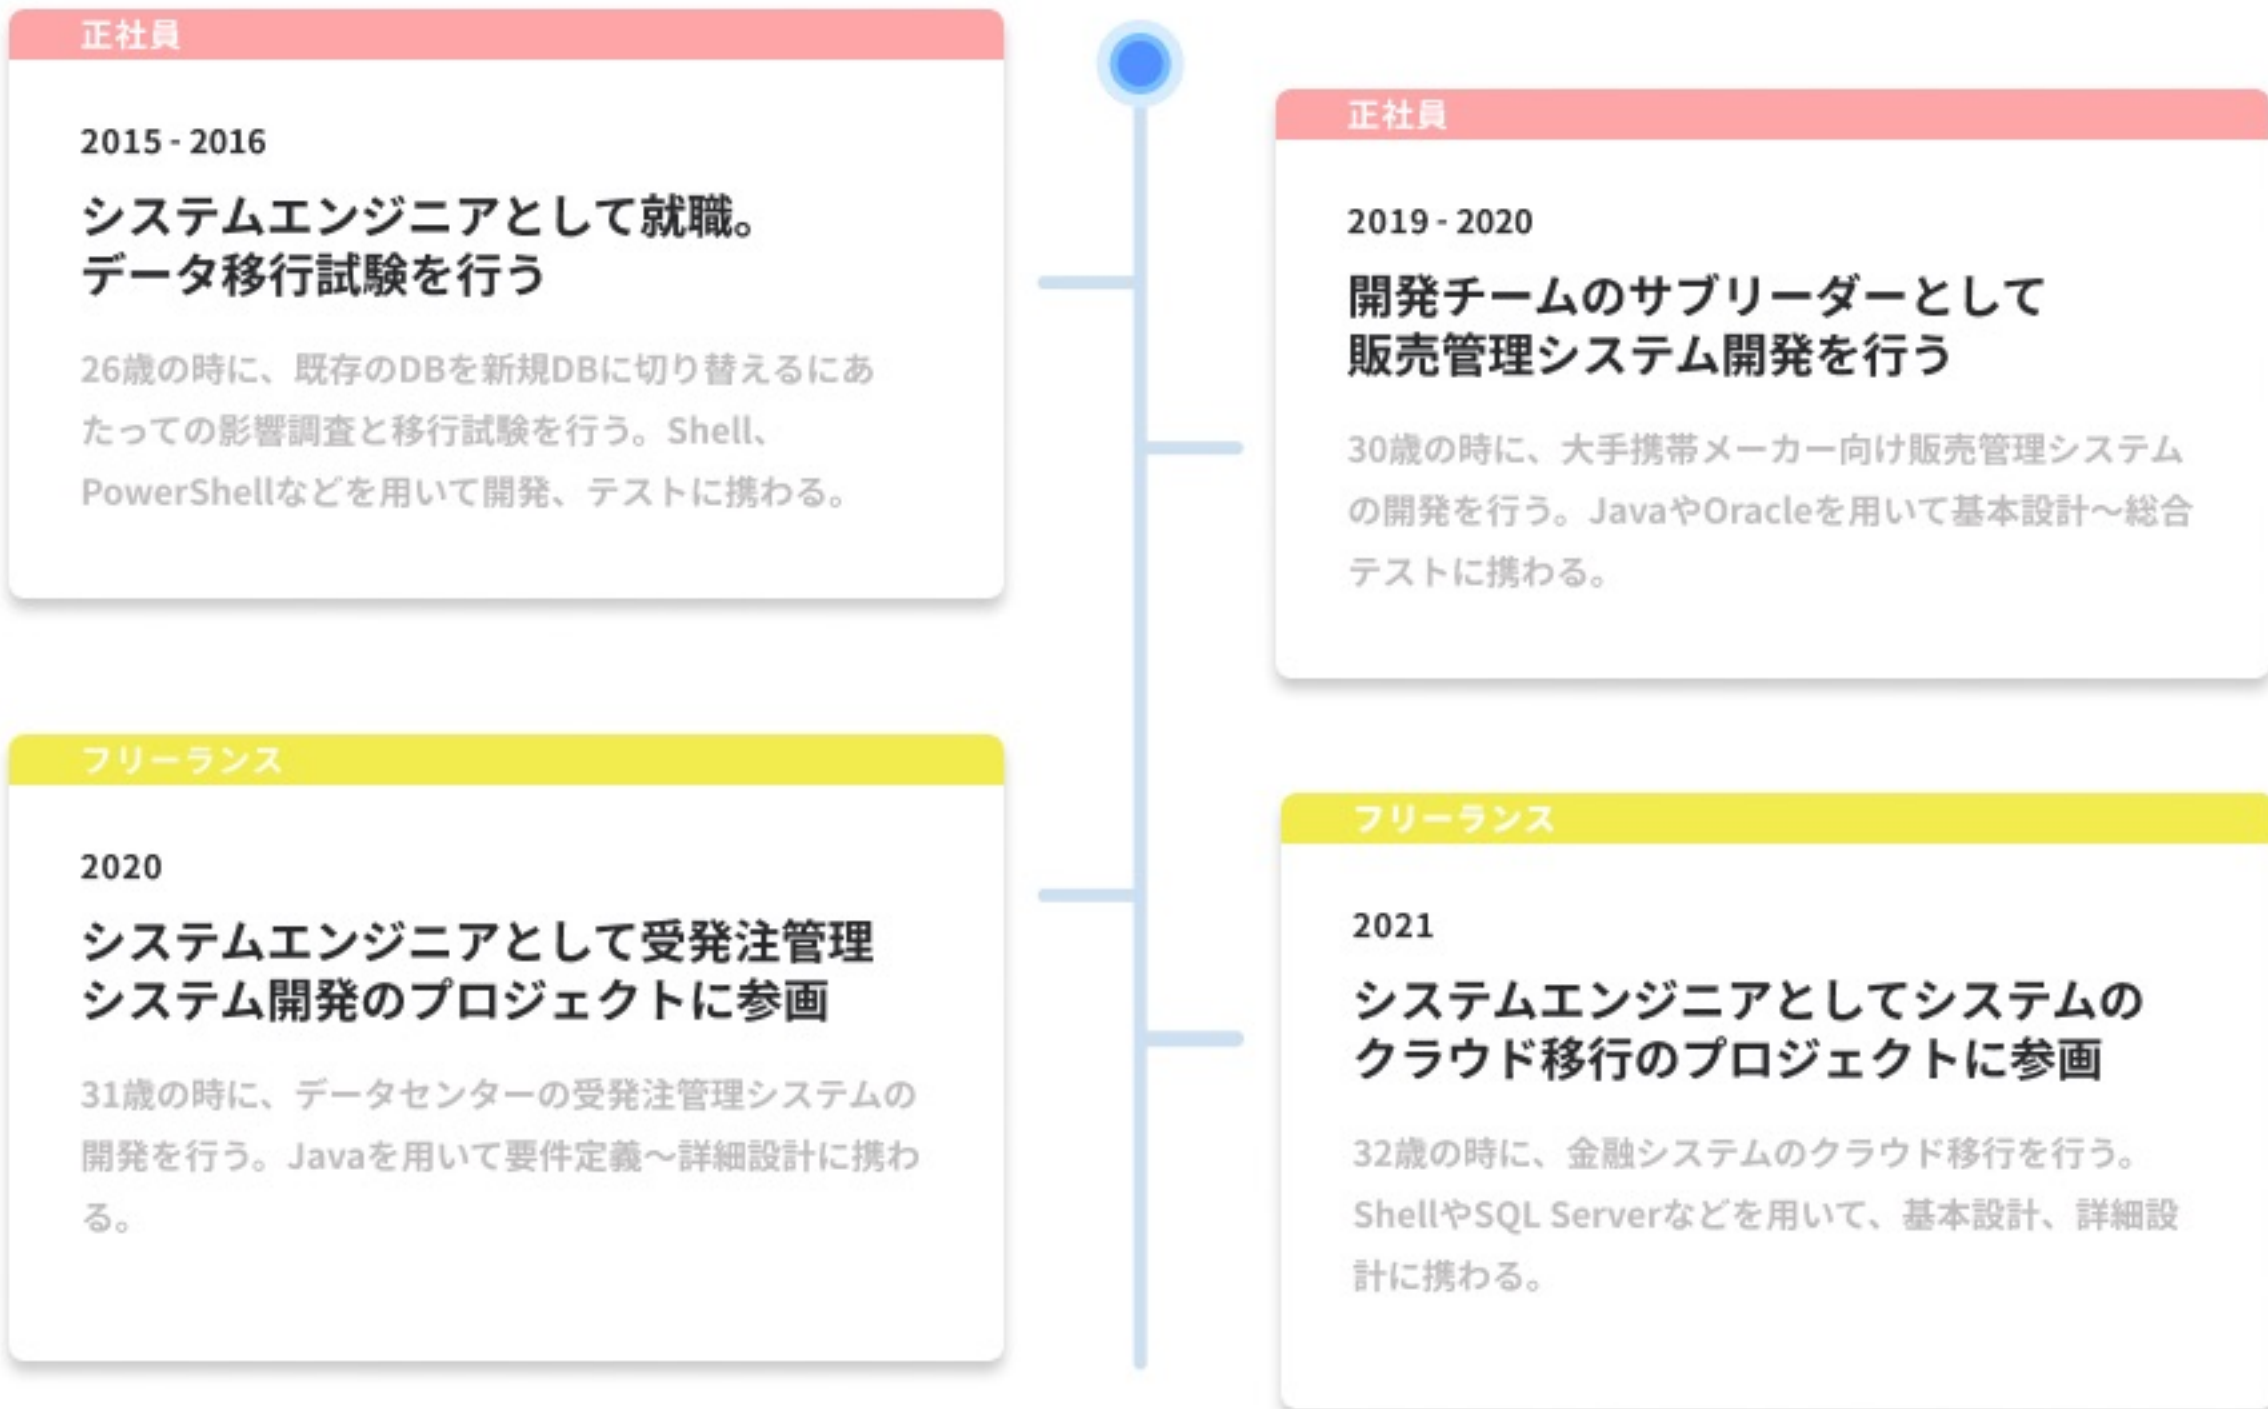 正社員
2015 - 2016
システムエンジニアとして就職。
データ移行試験を行う
26歳の時に、既存のDBを新規DBに切り替えるにあ
たっての影響調査と移行試験を行う。Shell、
PowerShellなどを用いて開発、テストに携わる。
正社員
2019 - 2020
開発チームのサブリーダーとして
販売管理システム開発を行う
30歳の時に、大手携帯メーカー向け販売管理システム
の開発を行う。JavaやOracleを用いて基本設計〜総合
テストに携わる。
フリーランス
2020
システムエンジニアとして受発注管理
システム開発のプロジェクトに参画
31歳の時に、データセンターの受発注管理システムの
開発を行う。Javaを用いて要件定義〜詳細設計に携わ
る。
フリーランス
2021
システムエンジニアとしてシステムの
クラウド移行のプロジェクトに参画
32歳の時に、金融システムのクラウド移行を行う。
ShellやSQL Serverなどを用いて、基本設計、詳細設
計に携わる。